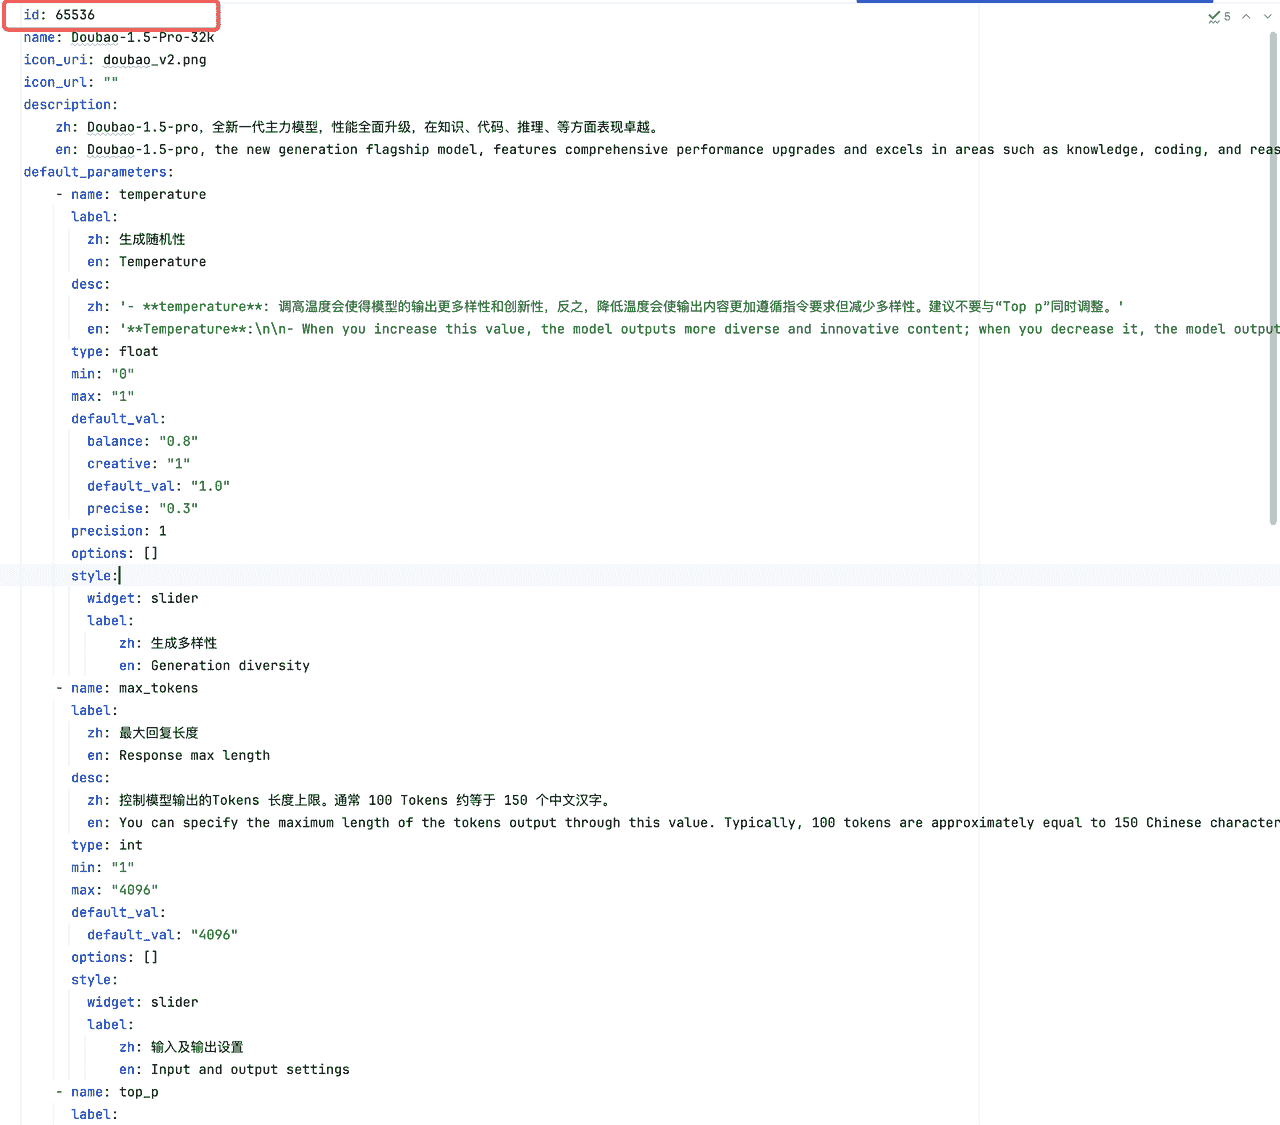 id: 65536
5
name: Doubao-1.5-Pro-32k
icon_uri: doubao_v2.png
icon_url: ""
description:
zh: Doubao-1.5-pro，全新一代主力模型，性能全面升级，在知识、代码、推理、等方面表现卓越。
en: Doubao-1.5-pro, the new generation flagship model, features comprehensive performance upgrades and excels in areas such as knowledge, coding, and reas
default_parameters:
- name: temperature
label:
zh: 生成随机性
en: Temperature
desc:
zh: '- **temperature**: 调高温度会使得模型的输出更多样性和创新性，反之，降低温度会使输出内容更加遵循指令要求但减少多样性。建议不要与“Top p”同时调整。'
en: '**Temperature**:\n\n- When you increase this value, the model outputs more diverse and innovative content; when you decrease it, the model output
type: float
min: "0"
max: "1"
default_val:
balance: "0.8"
creative: "1"
default_val: "1.0"
precise: "0.3"
precision: 1
options: []
style:
widget: slider
label:
zh: 生成多样性
en: Generation diversity
- name: max_tokens
label:
zh: 最大回复长度
en: Response max length
desc:
zh: 控制模型输出的Tokens 长度上限。通常 100 Tokens 约等于 150 个中文汉字。
en: You can specify the maximum length of the tokens output through this value. Typically, 100 tokens are approximately equal to 150 Chinese character
type: int
min: "1"
max: "4096"
default_val:
default_val: "4096"
options: []
style:
widget: slider
label:
zh: 输入及输出设置
en: Input and output settings
- name: top_p
label: